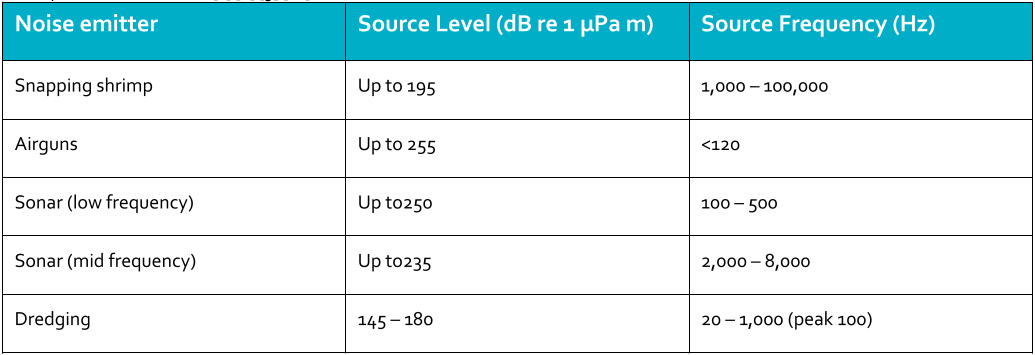 Noise emitter Source Level (dB re 1 µPa m) Source Frequency (Hz)
Snapping shrimp Up to 195 1,000 – 100,000
Airguns Up to 255 <120
Sonar (low frequency) Up to250 100 – 500
Sonar (mid frequency) Up to235 2,000 – 8,000
Dredging 145 – 180 20 – 1,000 (peak 100)